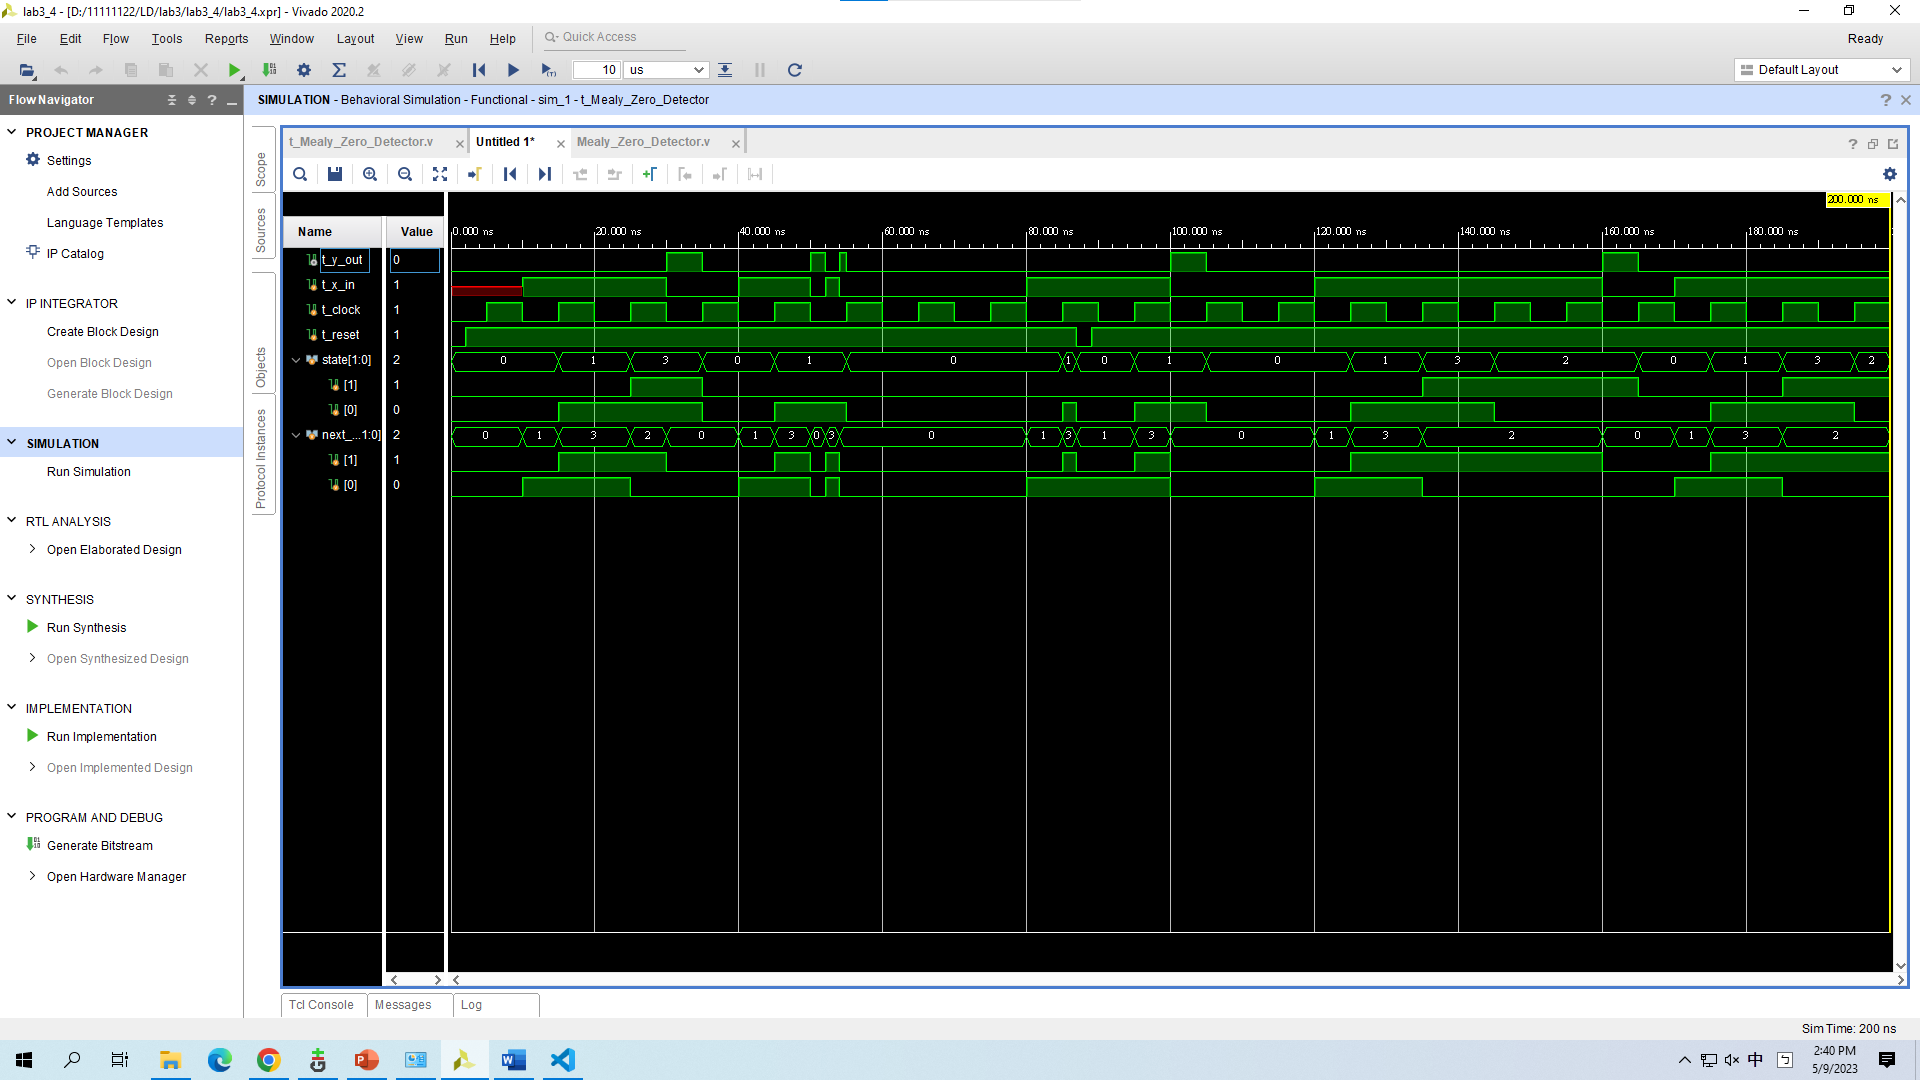 lab3_4 - [D:/11111122/LD/lab3/lab3_4/lab3_4.xpr] - Vivado 2020.2
File Edit Flow Tools Reports Window Layout View Run Help Quick Access Ready
10 us Default Layout
Flow Navigator
SIMULATION - Behavioral Simulation - Functional - sim_1 - t_Mealy_Zero_Detector
PROJECT MANAGER
Settings
Add Sources
Language Templates
IP Catalog
IP INTEGRATOR
Create Block Design
Open Block Design
Generate Block Design
SIMULATION
Run Simulation
RTL ANALYSIS
Open Elaborated Design
SYNTHESIS
Run Synthesis
Open Synthesized Design
IMPLEMENTATION
Run Implementation
Open Implemented Design
PROGRAM AND DEBUG
Generate Bitstream
Open Hardware Manager
Scope
Sources
Objects
Protocol Instances
t_Mealy_Zero_Detector.v Untitled 1* Mealy_Zero_Detector.v
200.000 ns
Name Value
0.000 ns 20.000 ns 40.000 ns 60.000 ns 80.000 ns 100.000 ns 120.000 ns 140.000 ns 160.000 ns 180.000 ns
t_y_out 0
t_x_in 1
t_clock 1
t_reset 1
state[1:0] 2 0 1 3 0 1 0 1 0 1 0 1 3 2 0 1 3 2
[1] 1
[0] 0
next_...1:0] 2 0 1 3 2 0 1 3 0 3 0 1 3 1 3 0 1 3 2 0 1 3 2
[1] 1
[0] 0
Tcl Console Messages Log
Sim Time: 200 ns
中
2:40 PM
5/9/2023